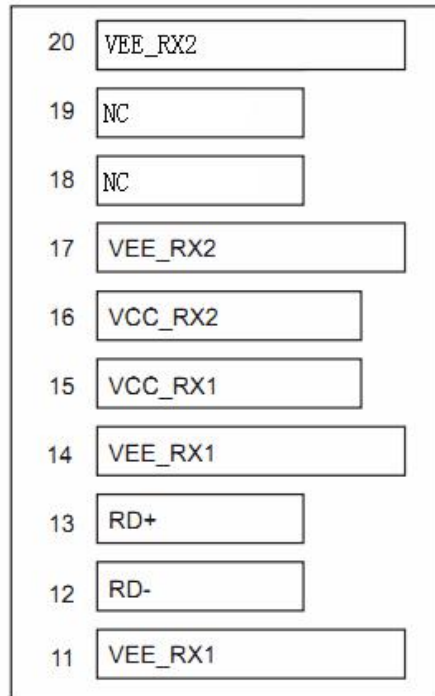 20 VEE_RX2
19 NC
18 NC
17 VEE_RX2
16 VCC_RX2
15 VCC_RX1
14 VEE_RX1
13 RD+
12 RD-
11 VEE_RX1